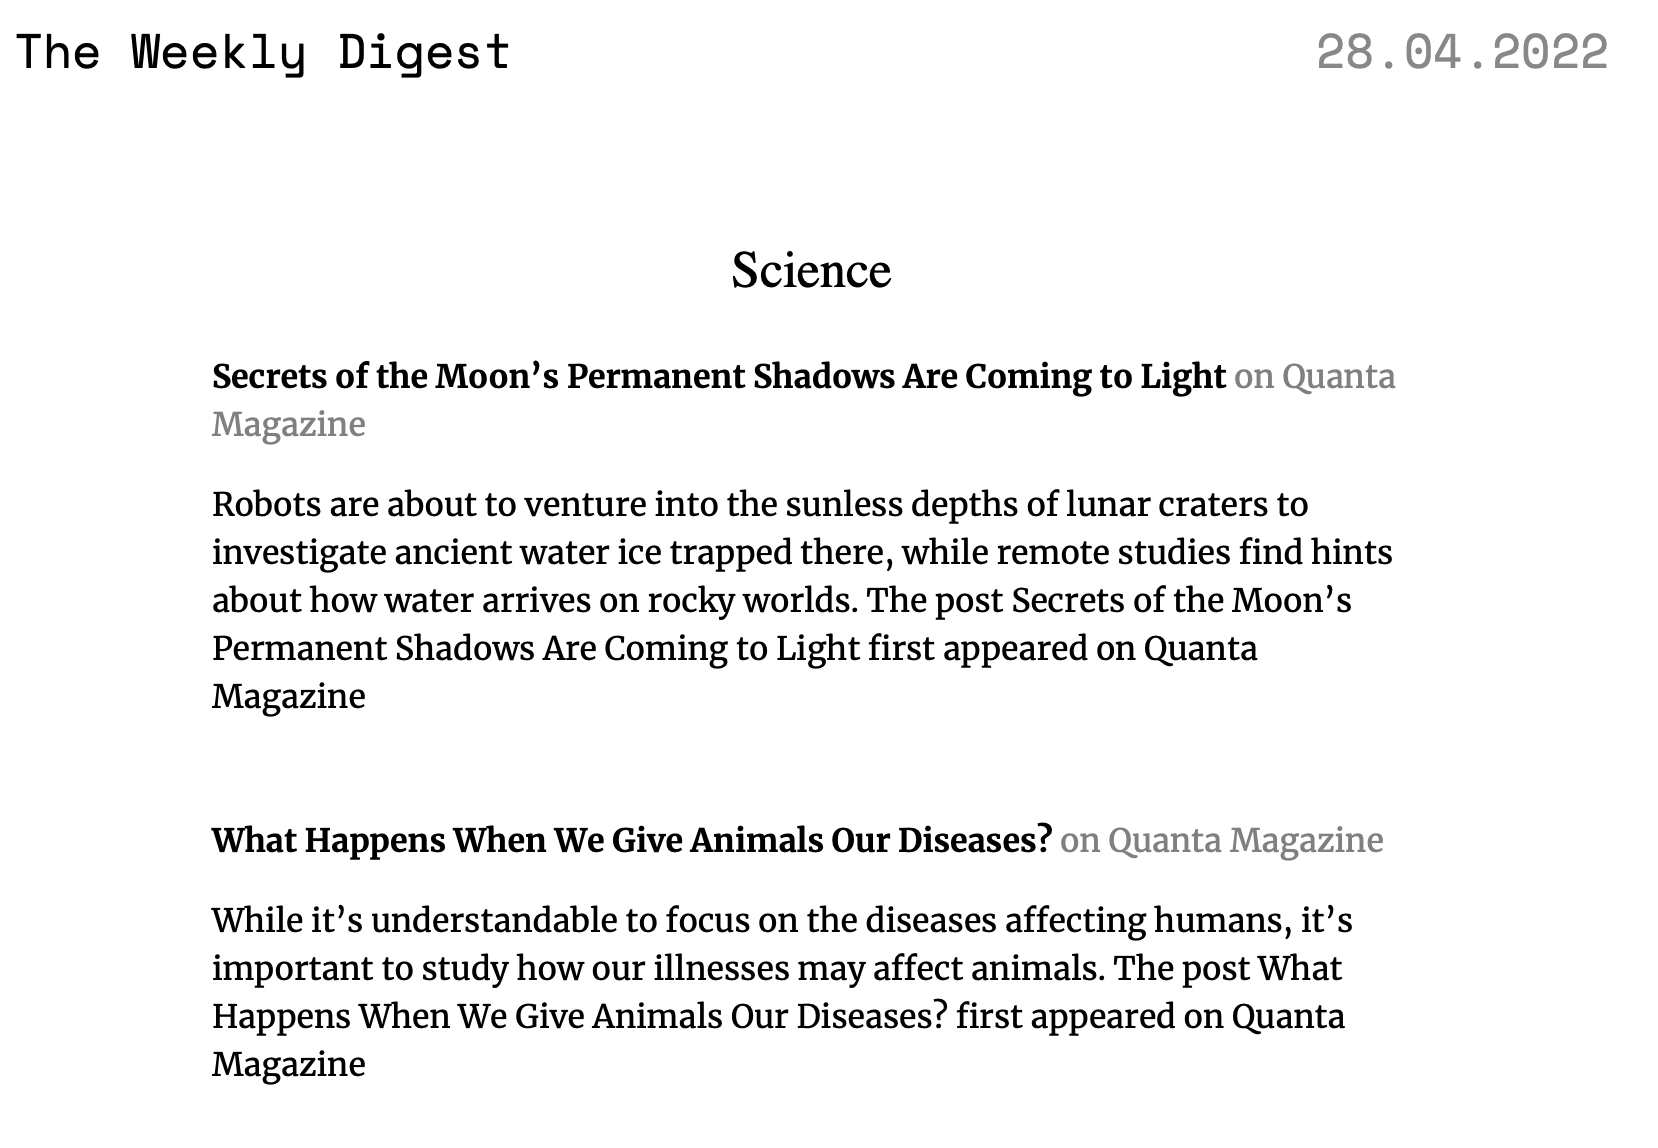 The Weekly Digest 28.04.2022
Science
Secrets of the Moon’s Permanent Shadows Are Coming to Light on Quanta
Magazine
Robots are about to venture into the sunless depths of lunar craters to
investigate ancient water ice trapped there, while remote studies find hints
about how water arrives on rocky worlds. The post Secrets of the Moon’s
Permanent Shadows Are Coming to Light first appeared on Quanta
Magazine
What Happens When We Give Animals Our Diseases? on Quanta Magazine
While it’s understandable to focus on the diseases affecting humans, it’s
important to study how our illnesses may affect animals. The post What
Happens When We Give Animals Our Diseases? first appeared on Quanta
Magazine